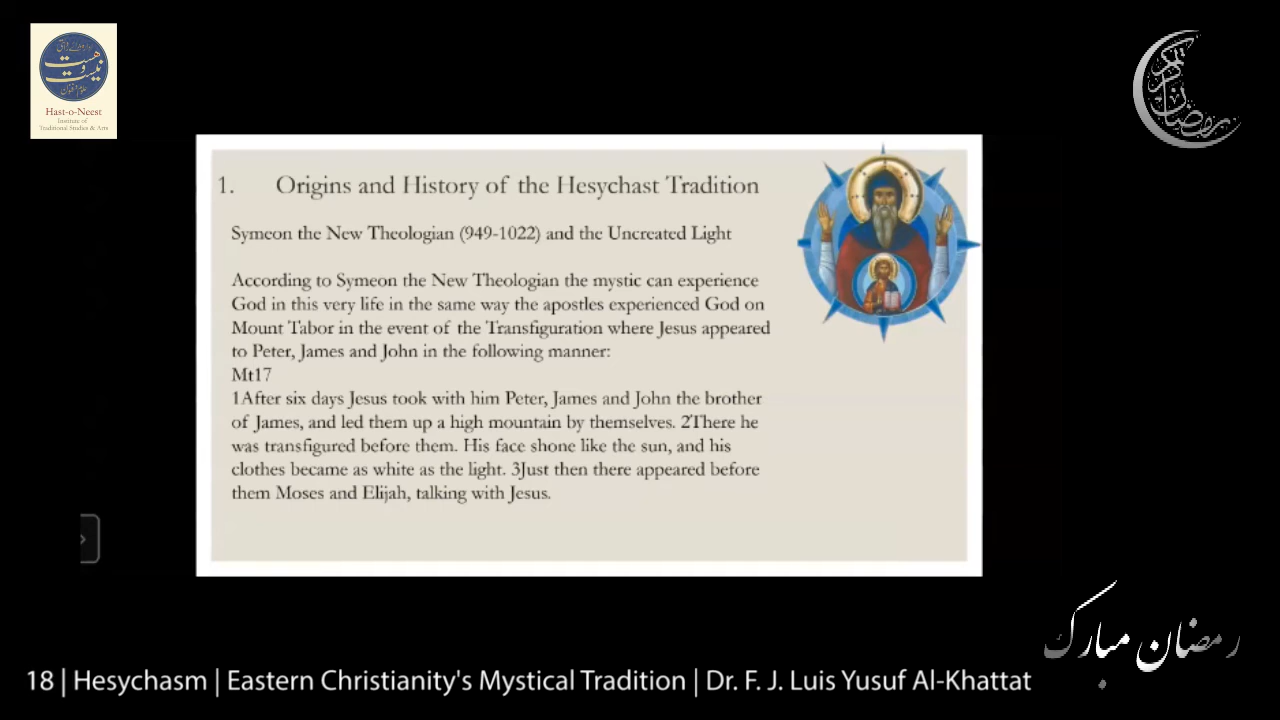 هست
و
نیست
Hast-o-Neest
Institute of
Traditional Studies & Arts
1. Origins and History of the Hesychast Tradition
Symeon the New Theologian (949-1022) and the Uncreated Light
According to Symeon the New Theologian the mystic can experience
God in this very life in the same way the apostles experienced God on
Mount Tabor in the event of the Transfiguration where Jesus appeared
to Peter, James and John in the following manner:
Mt17
1After six days Jesus took with him Peter, James and John the brother
of James, and led them up a high mountain by themselves. 2There he
was transfigured before them. His face shone like the sun, and his
clothes became as white as the light. 3Just then there appeared before
them Moses and Elijah, talking with Jesus.
رمضان مبارک
18 | Hesychasm | Eastern Christianity's Mystical Tradition | Dr. F. J. Luis Yusuf Al-Khattat